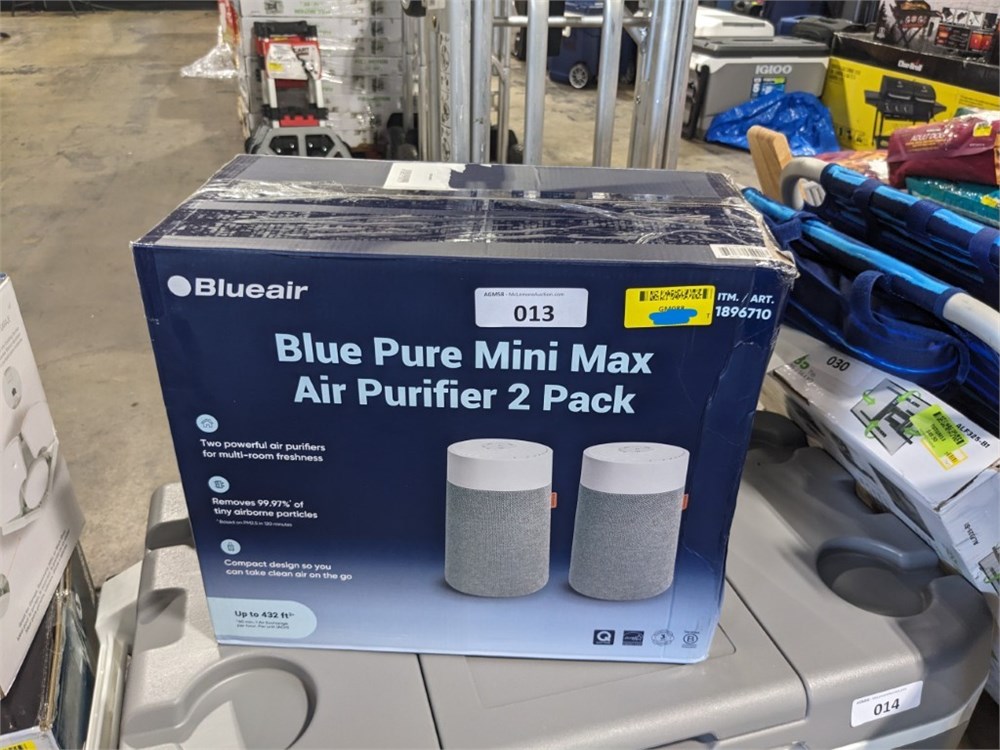 IGLOO
Blueair
013
ITM. / ART.
1896710
Blue Pure Mini Max
Air Purifier 2 Pack
Two powerful air purifiers
for multi-room freshness
Removes 99.97%* of
tiny airborne particles
Compact design so you
can take clean air on the go
Up to 432 ft²
030
ALF325-B1
014